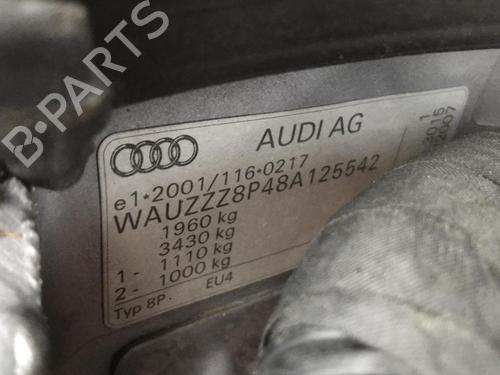 AUDI AG
e1*2001/116*0217
WAUZZZ8P48A125542
1960 kg
3430 kg
1- 1110 kg
2- 1000 kg
Typ 8P. EU4
2007
B-PARTS